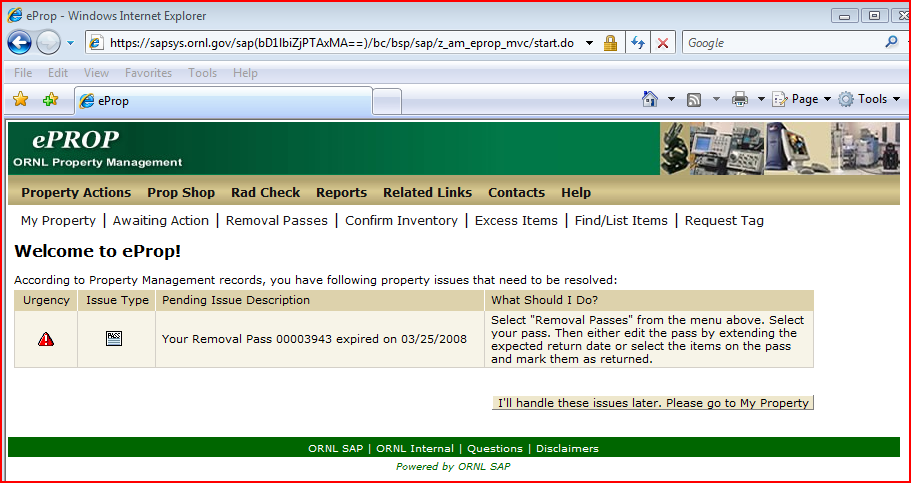 eProp - Windows Internet Explorer
https://sapsys.ornl.gov/sap(bD1lbiZjPTAxMA==)/bc/bsp/sap/z_am_eprop_mvc/start.do
Google
File Edit View Favorites Tools Help
eProp
Page Tools
ePROP
ORNL Property Management
Property Actions Prop Shop Rad Check Reports Related Links Contacts Help
My Property | Awaiting Action | Removal Passes | Confirm Inventory | Excess Items | Find/List Items | Request Tag
Welcome to eProp!
According to Property Management records, you have following property issues that need to be resolved:
Urgency Issue Type Pending Issue Description What Should I Do?
PASS
Your Removal Pass 00003943 expired on 03/25/2008
Select "Removal Passes" from the menu above. Select
your pass. Then either edit the pass by extending the
expected return date or select the items on the pass
and mark them as returned.
I'll handle these issues later. Please go to My Property
ORNL SAP | ORNL Internal | Questions | Disclaimers
Powered by ORNL SAP